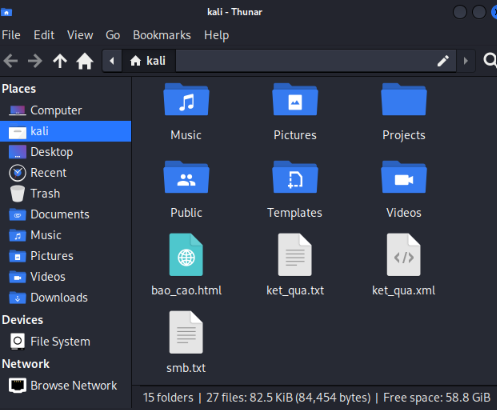 kali - Thunar
File Edit View Go Bookmarks Help
kali
Places
Computer
kali
Desktop
Recent
Trash
Documents
Music
Pictures
Videos
Downloads
Devices
File System
Network
Browse Network
Music Pictures Projects
Public Templates Videos
bao_cao.html ket_qua.txt ket_qua.xml
smb.txt
15 folders | 27 files: 82.5 KiB (84,454 bytes) | Free space: 58.8 GiB